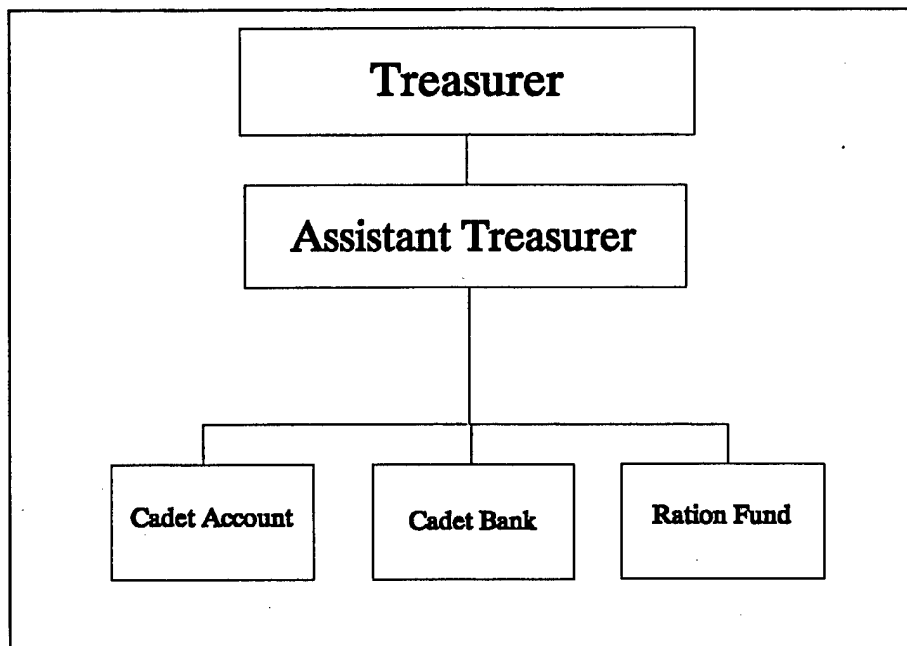 Treasurer
Assistant Treasurer
Cadet Account
Cadet Bank
Ration Fund